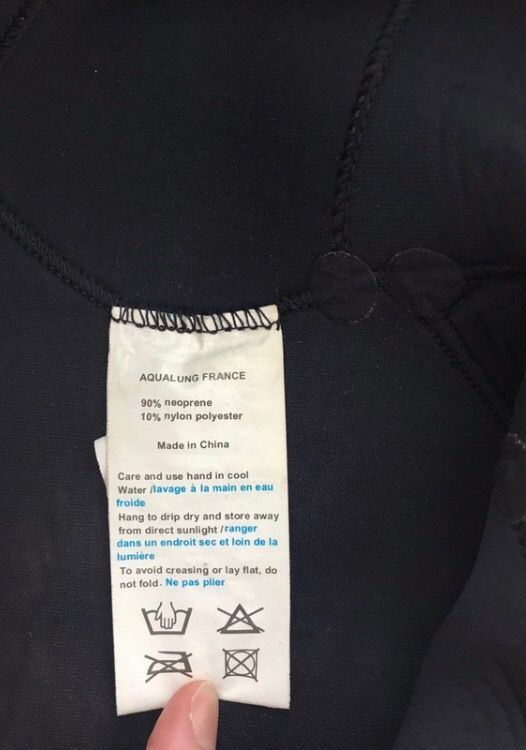 AQUALUNG FRANCE
90% neoprene
10% nylon polyester
Made in China
Care and use hand in cool
Water /lavage à la main en eau
froide
Hang to drip dry and store away
from direct sunlight /ranger
dans un endroit sec et loin de la
lumière
To avoid creasing or lay flat, do
not fold. Ne pas plier